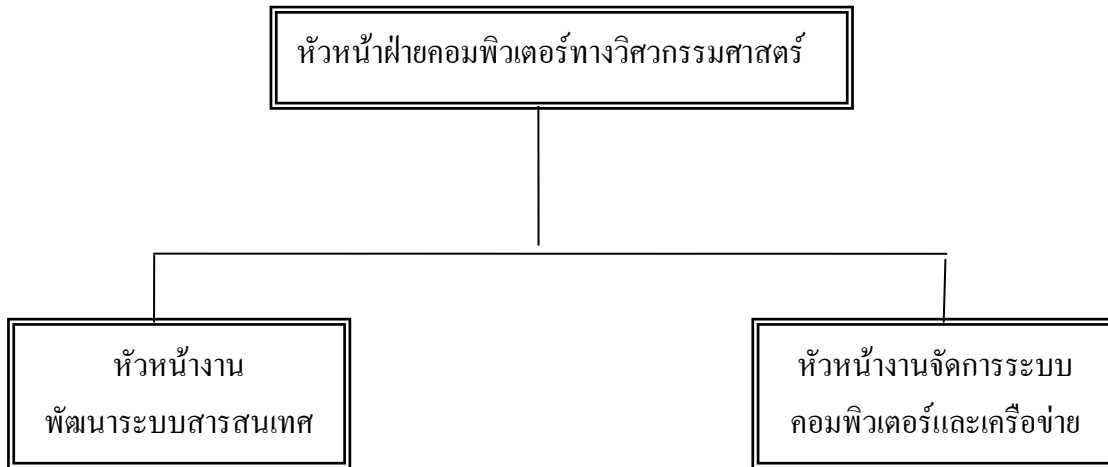 หัวหน้าฝ่ายคอมพิวเตอร์ทางวิศวกรรมศาสตร์
หัวหน้างาน
พัฒนาระบบสารสนเทศ
หัวหน้างานจัดการระบบ
คอมพิวเตอร์และเครือข่าย